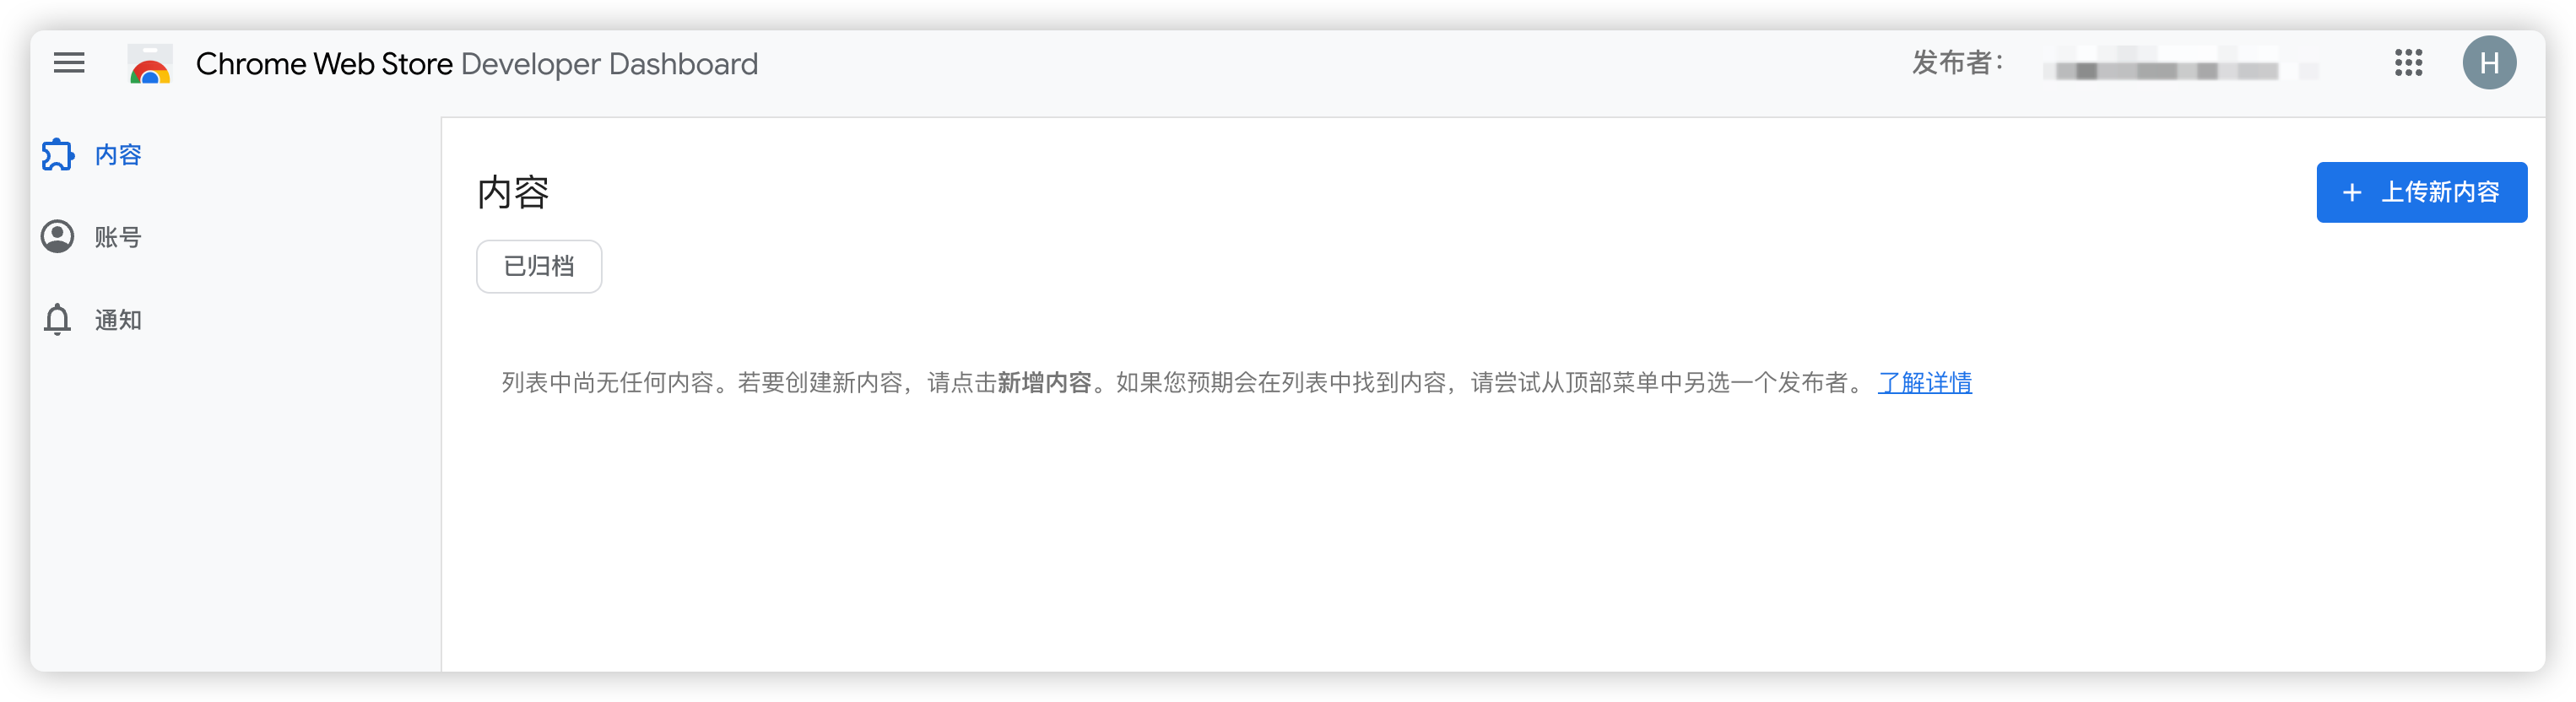 Chrome Web Store Developer Dashboard
发布者：
H
内容
账号
通知
内容
+ 上传新内容
已归档
列表中尚无任何内容。若要创建新内容，请点击新增内容。如果您预期会在列表中找到内容，请尝试从顶部菜单中另选一个发布者。 了解详情